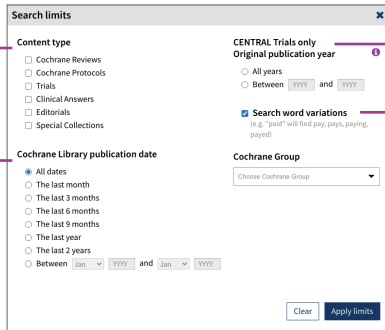 Search limits
Content type
Cochrane Reviews
Cochrane Protocols
Trials
Clinical Answers
Editorials
Special Collections
Cochrane Library publication date
All dates
The last month
The last 3 months
The last 6 months
The last 9 months
The last year
The last 2 years
Between Jan YYYY and Jan YYYY
CENTRAL Trials only
Original publication year
All years
Between YYYY and YYYY
Search word variations
(e.g. "paid" will find pay, pays, paying,
payed)
Cochrane Group
Choose Cochrane Group
Clear Apply limits